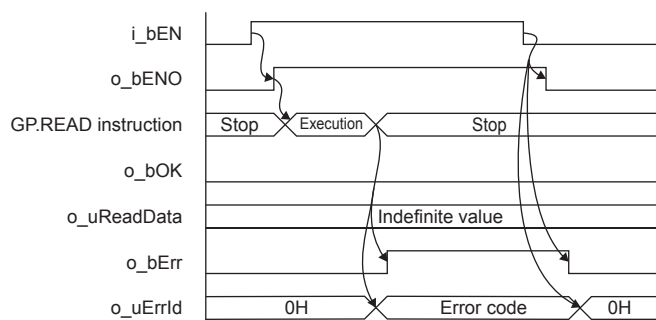 i_bEN
o_bENO
GP.READ instruction Stop Execution Stop
o_bOK
o_uReadData Indefinite value
o_bErr
o_uErrId 0H Error code 0H